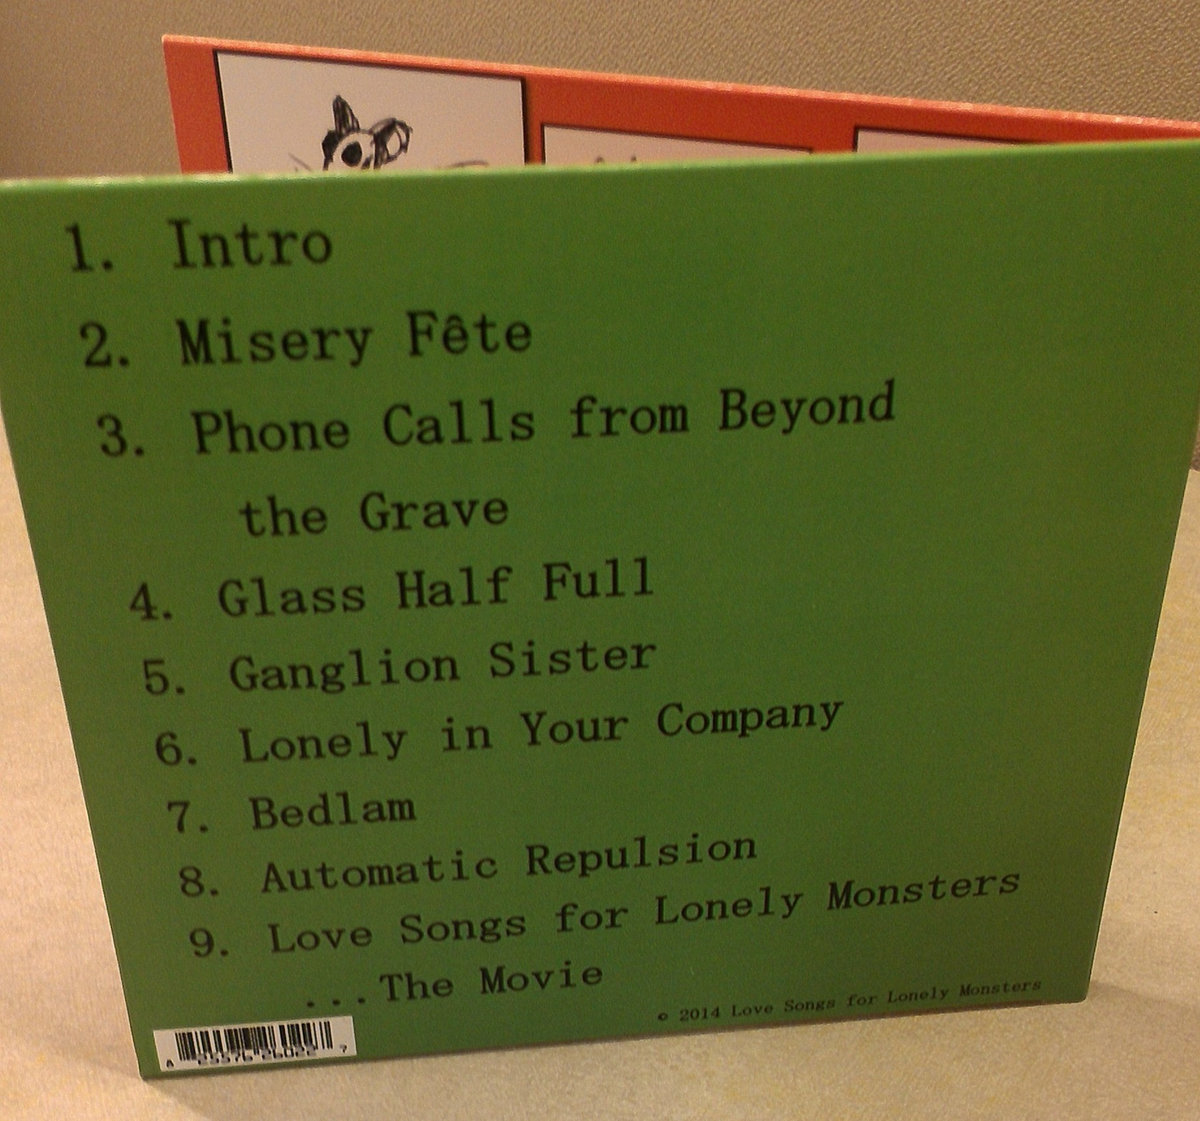 1. Intro
2. Misery Fête
3. Phone Calls from Beyond
the Grave
4. Glass Half Full
5. Ganglion Sister
6. Lonely in Your Company
7. Bedlam
8. Automatic Repulsion
9. Love Songs for Lonely Monsters
...The Movie
© 2014 Love Songs for Lonely Monsters